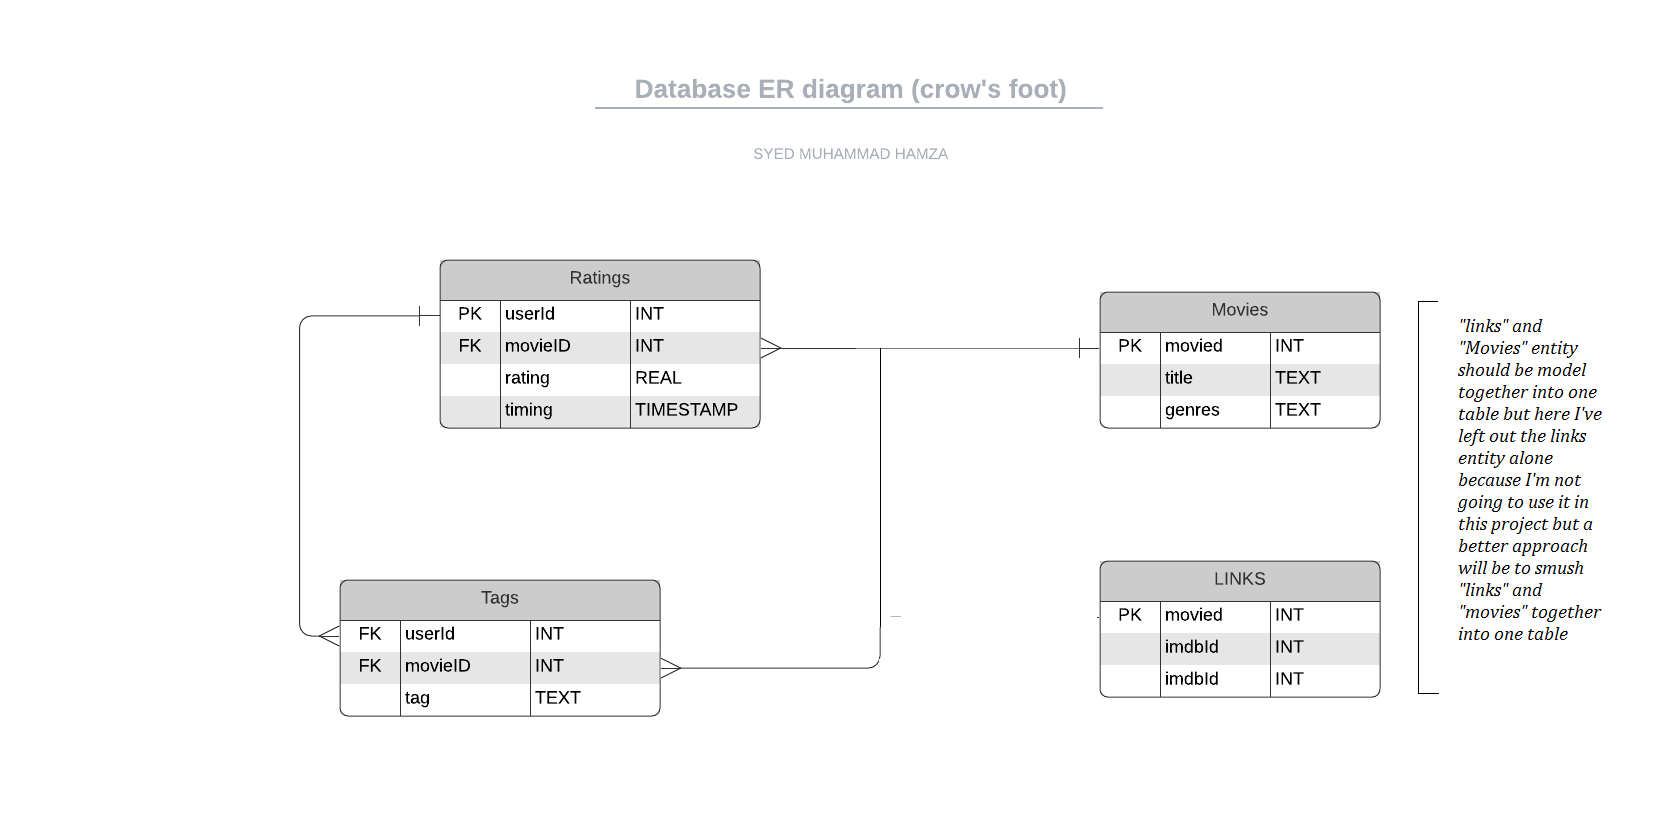 Database ER diagram (crow's foot)
SYED MUHAMMAD HAMZA
Ratings
PK userId INT
FK movieID INT
rating REAL
timing TIMESTAMP
Movies
PK movied INT
title TEXT
genres TEXT
"links" and
"Movies" entity
should be model
together into one
table but here I've
left out the links
entity alone
because I'm not
going to use it in
this project but a
better approach
will be to smush
"links" and
"movies" together
into one table
Tags
FK userId INT
FK movieID INT
tag TEXT
LINKS
PK movied INT
imdbId INT
imdbId INT